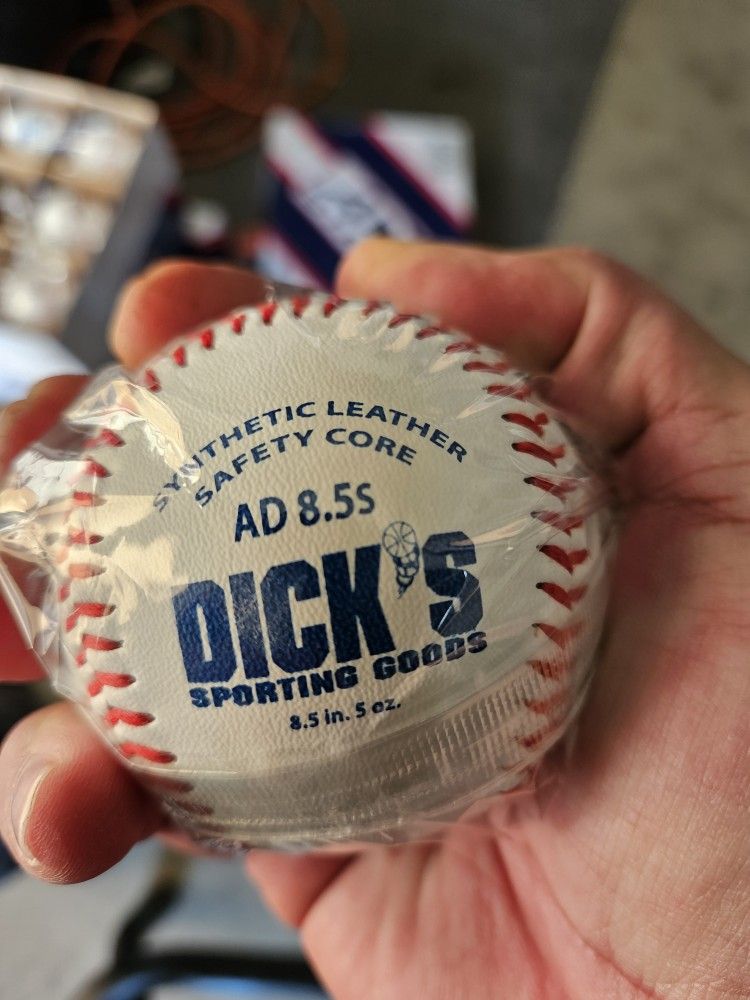 SYNTHETIC LEATHER
SAFETY CORE
AD 8.5S
DICK'S
SPORTING GOODS
8.5 in. 5 oz.